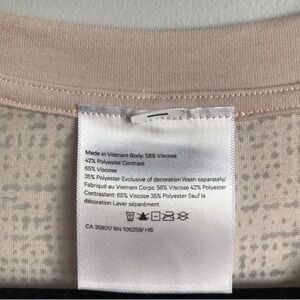 Made in Vietnam Body: 58% Viscose
42% Polyester Contrast:
65% Viscose
35% Polyester Exclusive of decoration Wash separately/
Fabriqué au Vietnam Corps: 58% Viscose 42% Polyester
Contrastant: 65% Viscose 35% Polyester Sauf la
décoration Laver séparément
CA 35801/ RN 106259/ H6